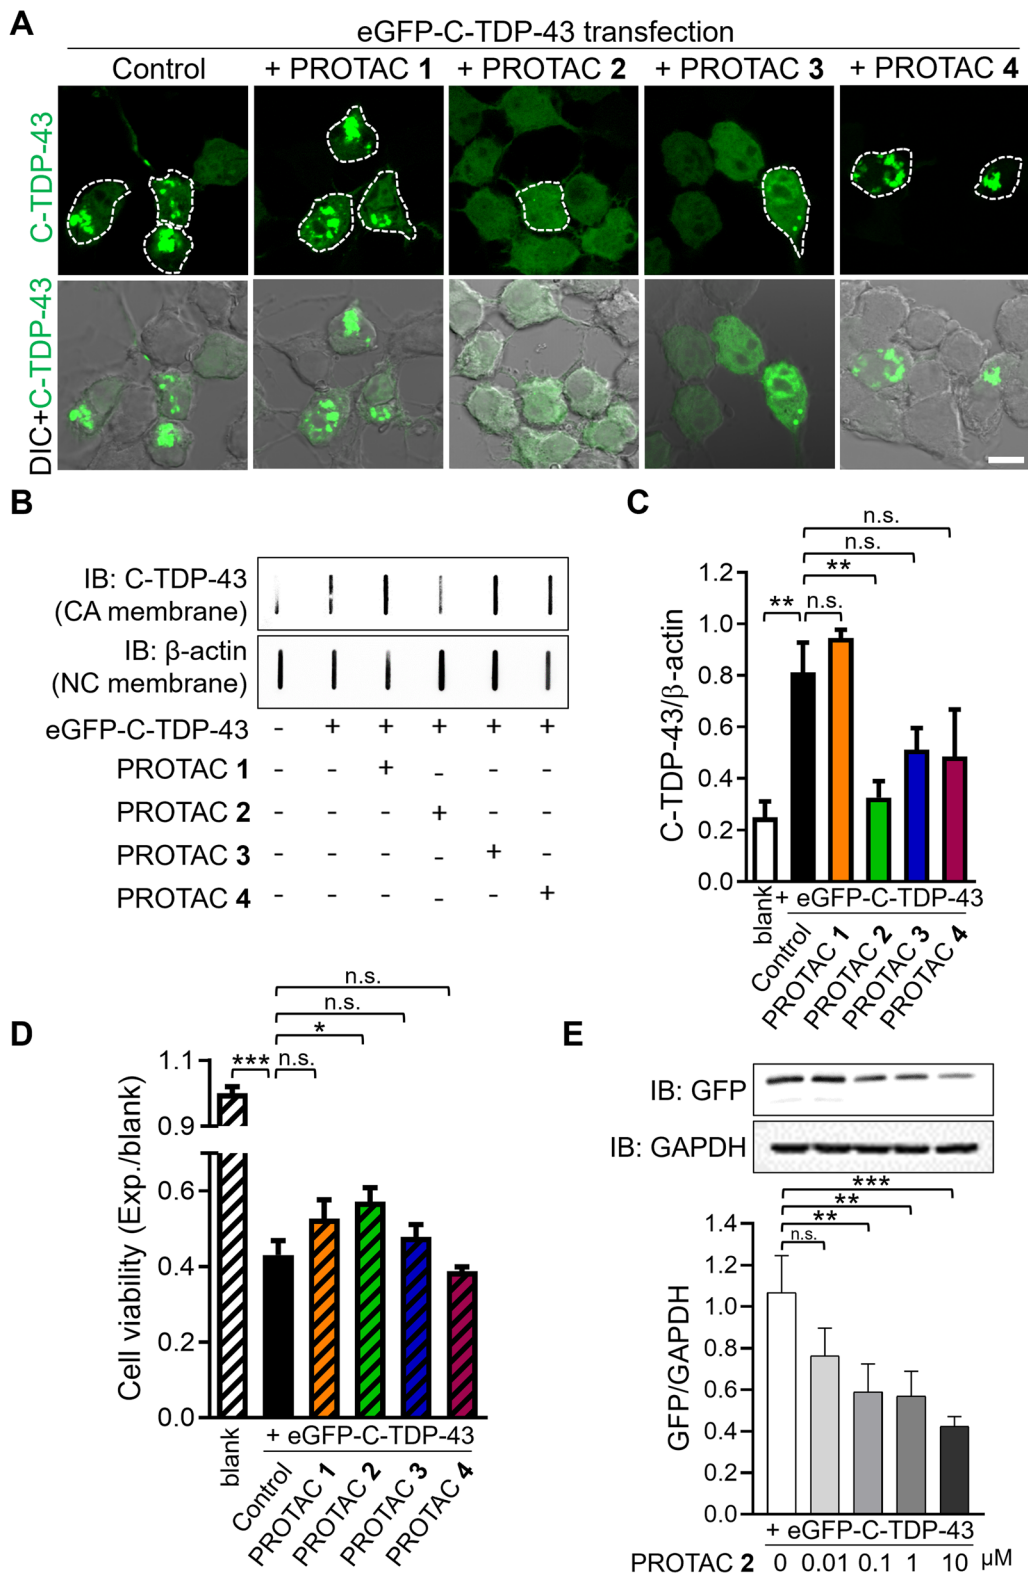 A
eGFP-C-TDP-43 transfection
Control
+ PROTAC 1
+ PROTAC 2
+ PROTAC 3
+ PROTAC 4
C-TDP-43
DIC+C-TDP-43
B
IB: C-TDP-43
(CA membrane)
IB: β-actin
(NC membrane)
eGFP-C-TDP-43 - + + + + +
PROTAC 1 - - + - - -
PROTAC 2 - - - + - -
PROTAC 3 - - - - + -
PROTAC 4 - - - - - +
C
n.s.
n.s.
**
** n.s.
C-TDP-43/β-actin
1.2
1.0
0.8
0.6
0.4
0.2
0.0
+ eGFP-C-TDP-43
blank
Control
PROTAC 1
PROTAC 2
PROTAC 3
PROTAC 4
D
n.s.
n.s.
*
*** n.s.
Cell viability (Exp./blank)
1.1
0.9
0.6
0.4
0.2
0.0
+ eGFP-C-TDP-43
blank
Control
PROTAC 1
PROTAC 2
PROTAC 3
PROTAC 4
E
IB: GFP
IB: GAPDH
***
**
**
n.s.
GFP/GAPDH
1.4
1.2
1.0
0.8
0.6
0.4
0.2
0.0
+ eGFP-C-TDP-43
PROTAC 2 0 0.01 0.1 1 10 µM